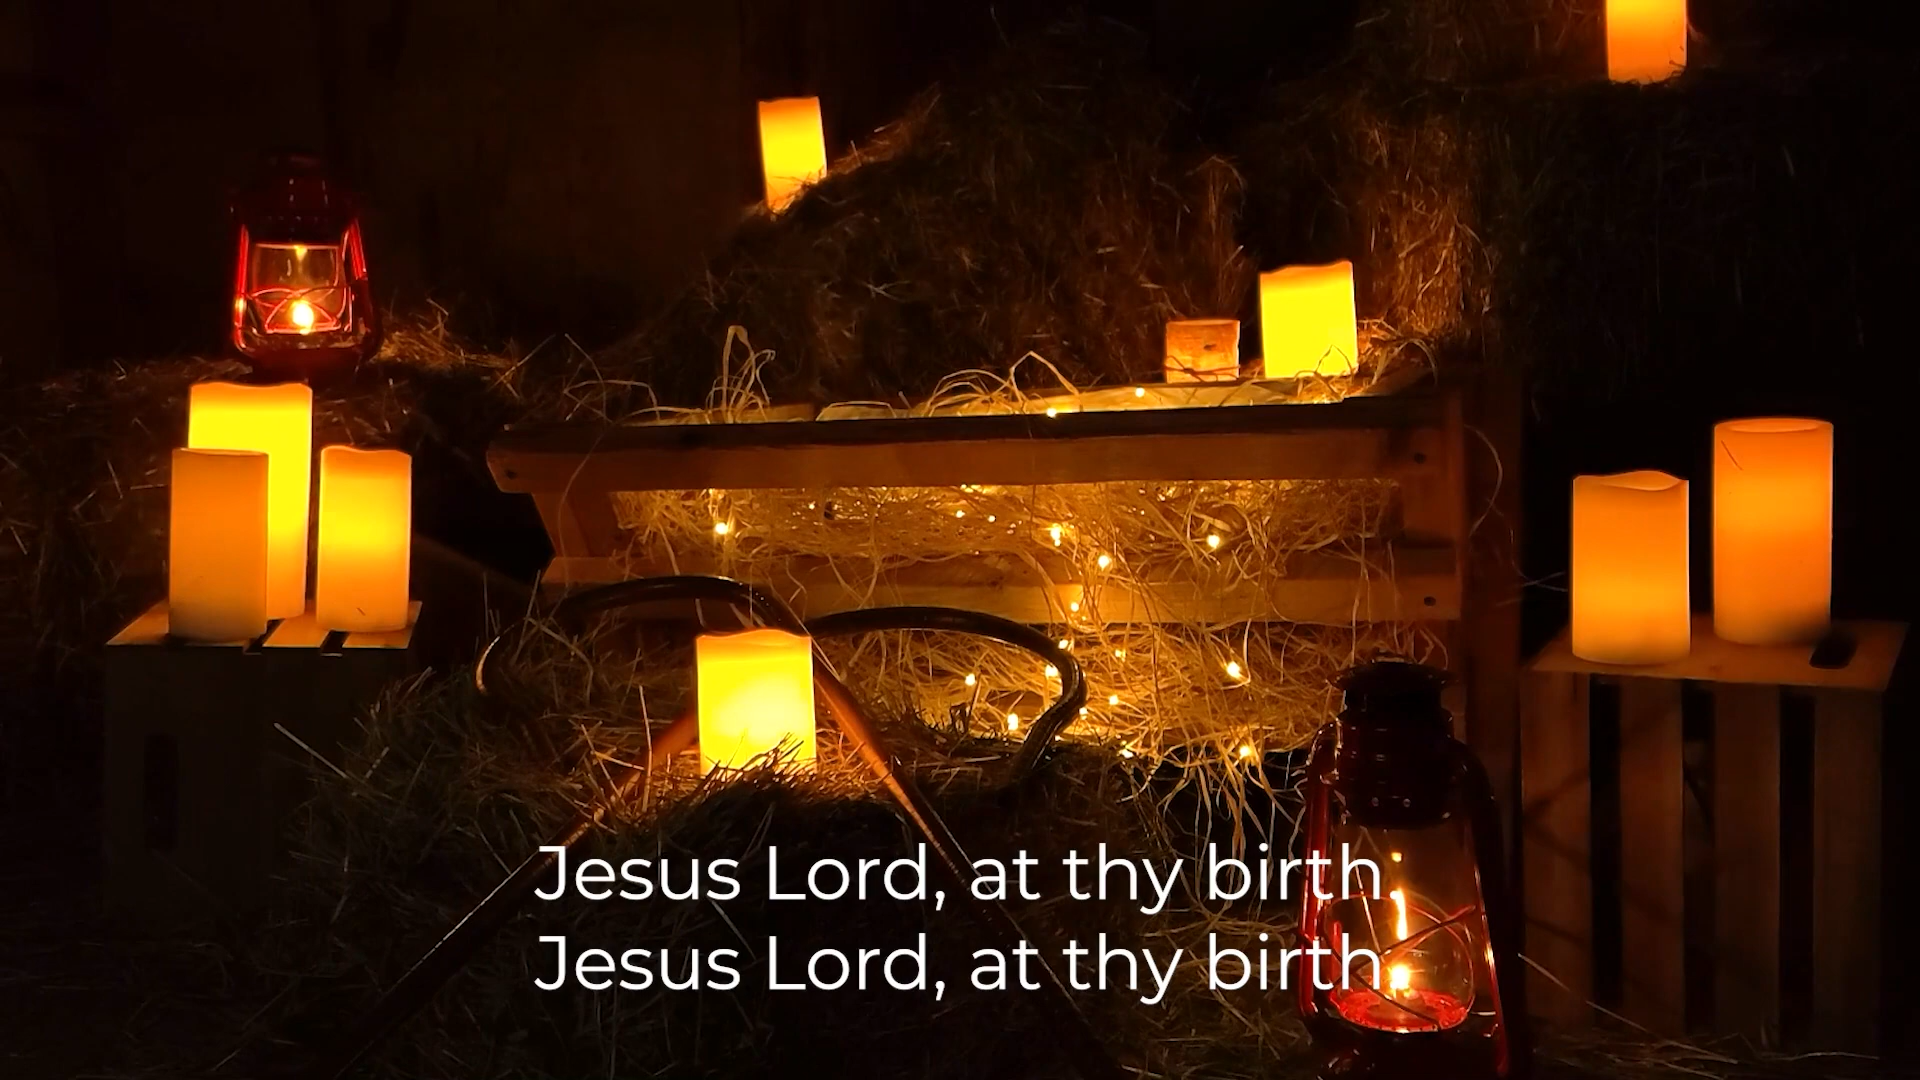 Jesus Lord, at thy birth,
Jesus Lord, at thy birth.